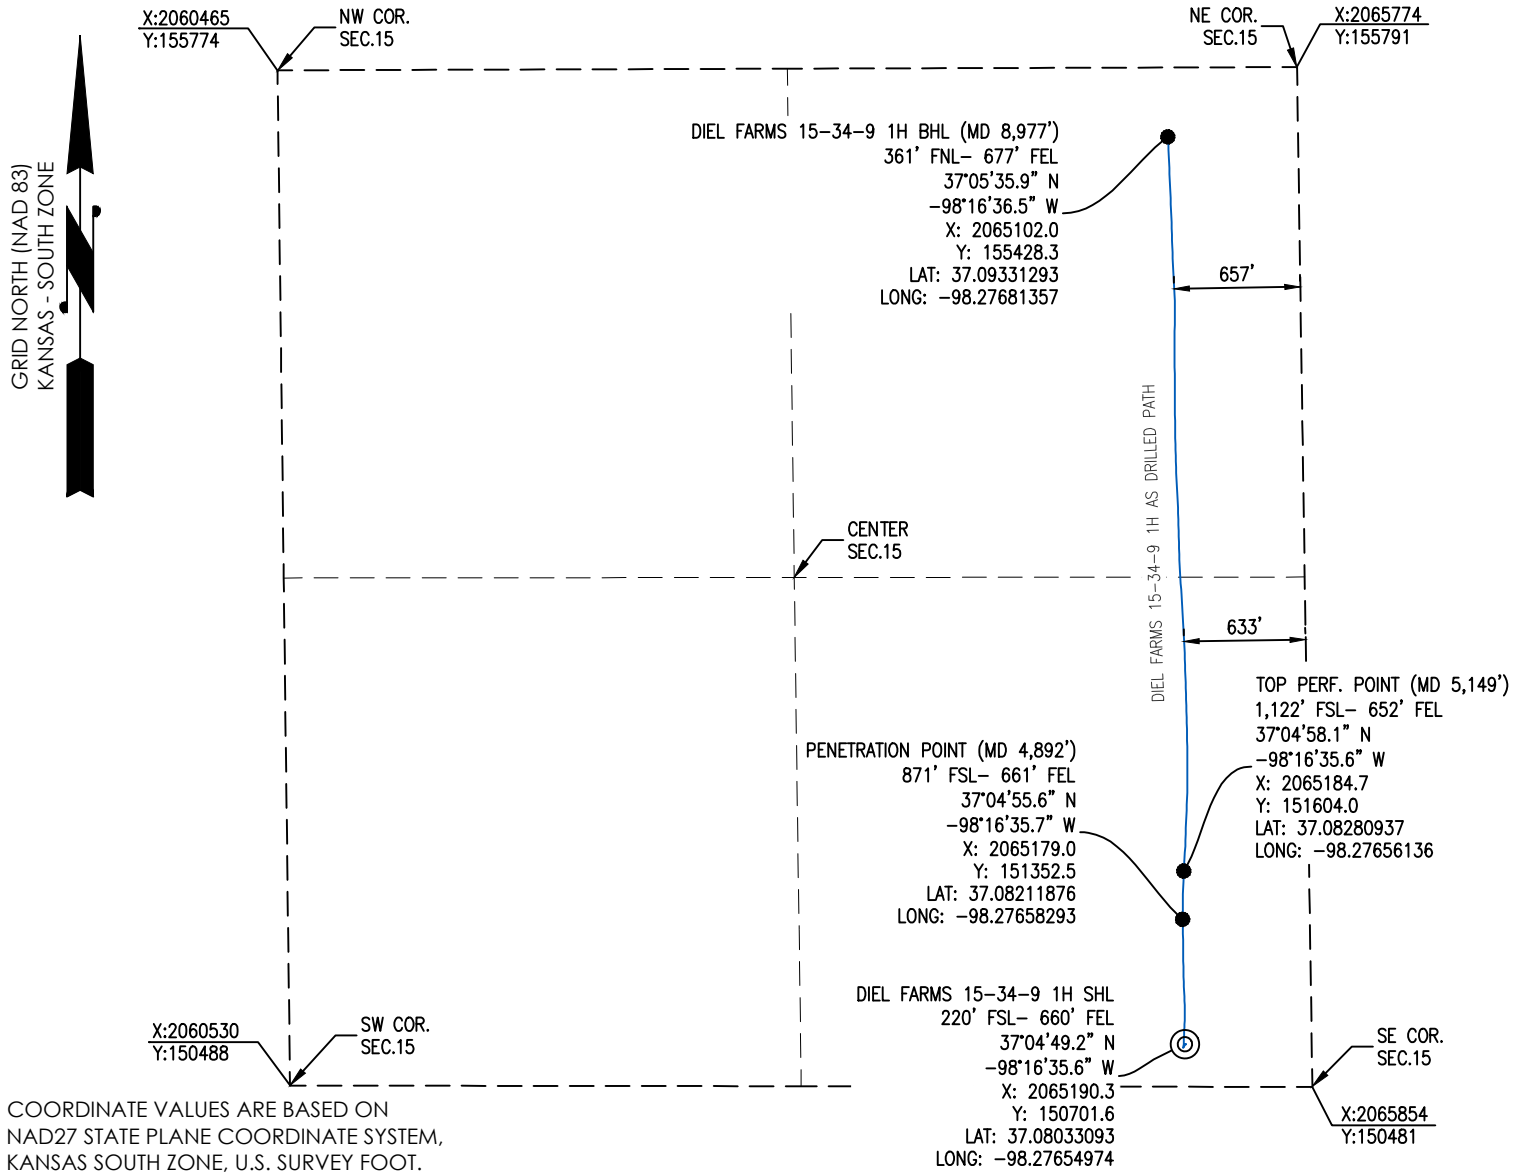 X:2060465
Y:155774
NW COR.
SEC.15
NE COR.
SEC.15
X:2065774
Y:155791
GRID NORTH (NAD 83)
KANSAS - SOUTH ZONE
DIEL FARMS 15-34-9 1H BHL (MD 8,977')
361' FNL- 677' FEL
37°05'35.9" N
-98°16'36.5" W
X: 2065102.0
Y: 155428.3
LAT: 37.09331293
LONG: -98.27681357
657'
DIEL FARMS 15-34-9 1H AS DRILLED PATH
CENTER
SEC.15
633'
TOP PERF. POINT (MD 5,149')
1,122' FSL- 652' FEL
37°04'58.1" N
-98°16'35.6" W
X: 2065184.7
Y: 151604.0
LAT: 37.08280937
LONG: -98.27656136
PENETRATION POINT (MD 4,892')
871' FSL- 661' FEL
37°04'55.6" N
-98°16'35.7" W
X: 2065179.0
Y: 151352.5
LAT: 37.08211876
LONG: -98.27658293
DIEL FARMS 15-34-9 1H SHL
220' FSL- 660' FEL
37°04'49.2" N
-98°16'35.6" W
X: 2065190.3
Y: 150701.6
LAT: 37.08033093
LONG: -98.27654974
X:2060530
Y:150488
SW COR.
SEC.15
SE COR.
SEC.15
X:2065854
Y:150481
COORDINATE VALUES ARE BASED ON
NAD27 STATE PLANE COORDINATE SYSTEM,
KANSAS SOUTH ZONE, U.S. SURVEY FOOT.